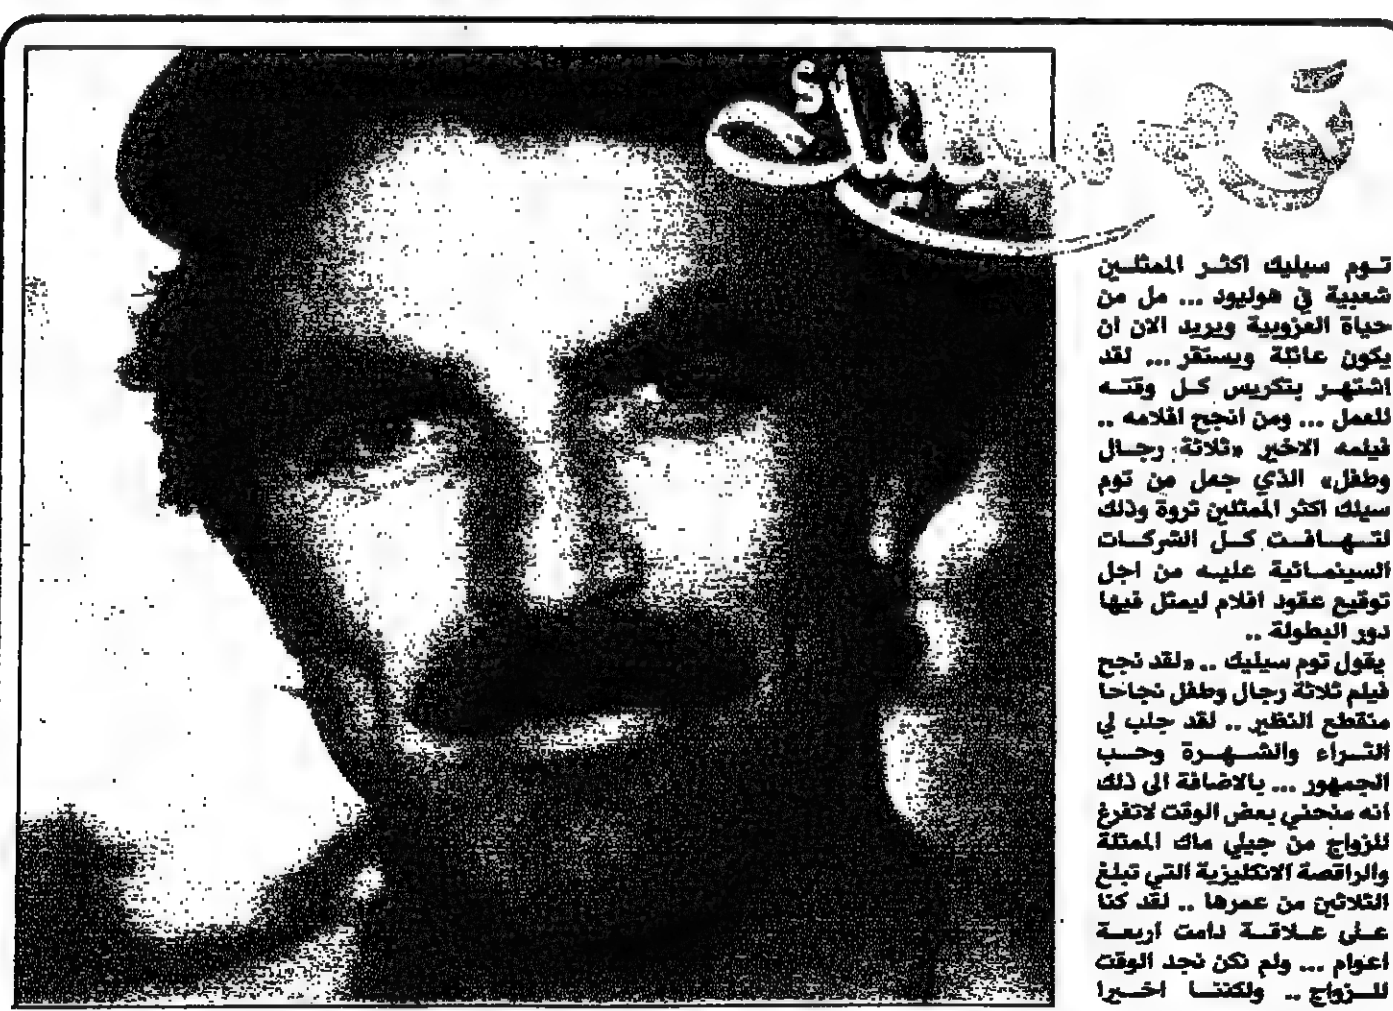 توم سيليك
توم سيليك اكثر الممثلين
شعبية في هوليود ... مل من
حياة العزوبية ويريد الان ان
يكون عائلة ويستقر ... لقد
اشتهر بتكريس كل وقته
للعمل ... ومن انجح افلامه ..
فيلمه الاخير «ثلاثة رجال
وطفل» الذي جعل من توم
سيلك اكثر الممثلين ثروة وذلك
لتهافت كل الشركات
السينمائية عليه من اجل
توقيع عقود افلام ليمثل فيها
دور البطولة ..
يقول توم سيليك .. «لقد نجح
فيلم ثلاثة رجال وطفل نجاحا
منقطع النظير .. لقد جلب لي
الثراء والشهرة وحب
الجمهور ... بالاضافة الى ذلك
انه منحني بعض الوقت لاتفرغ
للزواج من جيلي ماك الممثلة
والراقصة الانكليزية التي تبلغ
الثلاثين من عمرها .. لقد كنا
على علاقة دامت اربعة
اعوام ... ولم نكن نجد الوقت
للزواج .. ولكننا اخيرا